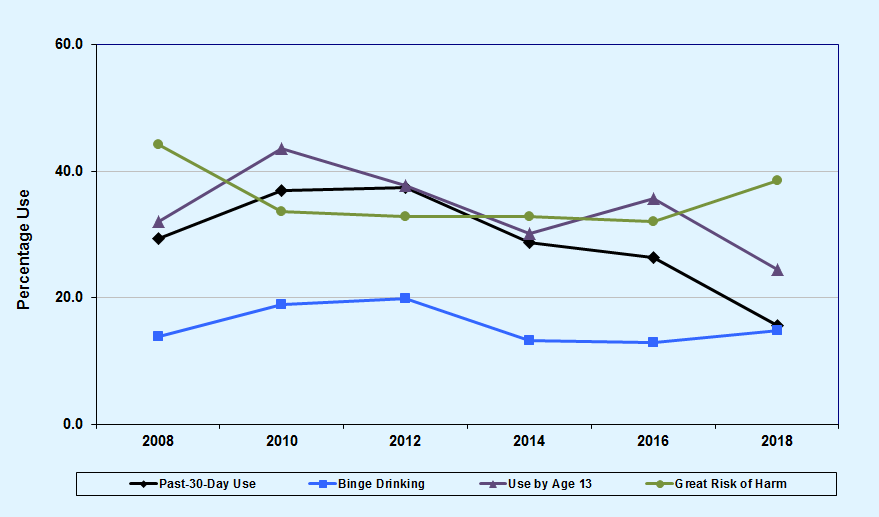 60.0
40.0
20.0
0.0
Percentage Use
2008 2010 2012 2014 2016 2018
Past-30-Day Use Binge Drinking Use by Age 13 Great Risk of Harm